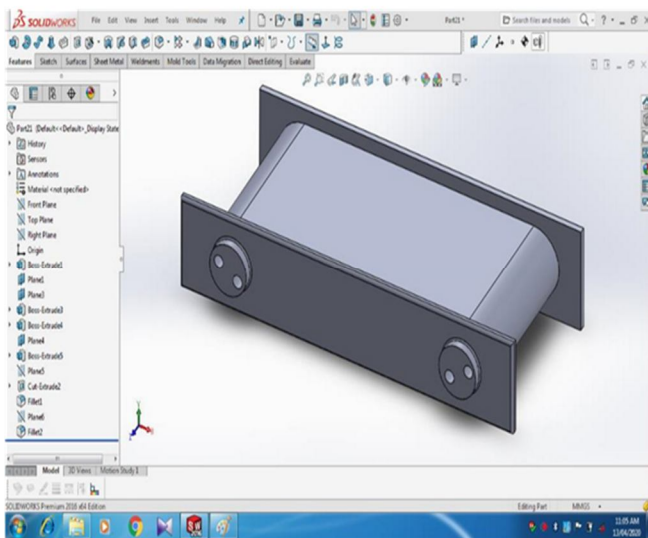 SOLIDWORKS File Edit View Insert Tools Window Help Part21 * Search files and models
Features Sketch Surfaces Sheet Metal Weldments Mold Tools Data Migration Direct Editing Evaluate
Part21 (Default<<Default>_Display State
History
Sensors
Annotations
Material <not specified>
Front Plane
Top Plane
Right Plane
Origin
Boss-Extrude1
Plane1
Plane3
Boss-Extrude3
Boss-Extrude4
Plane4
Boss-Extrude5
Plane5
Cut-Extrude2
Fillet1
Plane6
Fillet2
Model 3D Views Motion Study 1
SOLIDWORKS Premium 2016 x64 Edition Editing Part MMGS
11:05 AM
13/04/2020